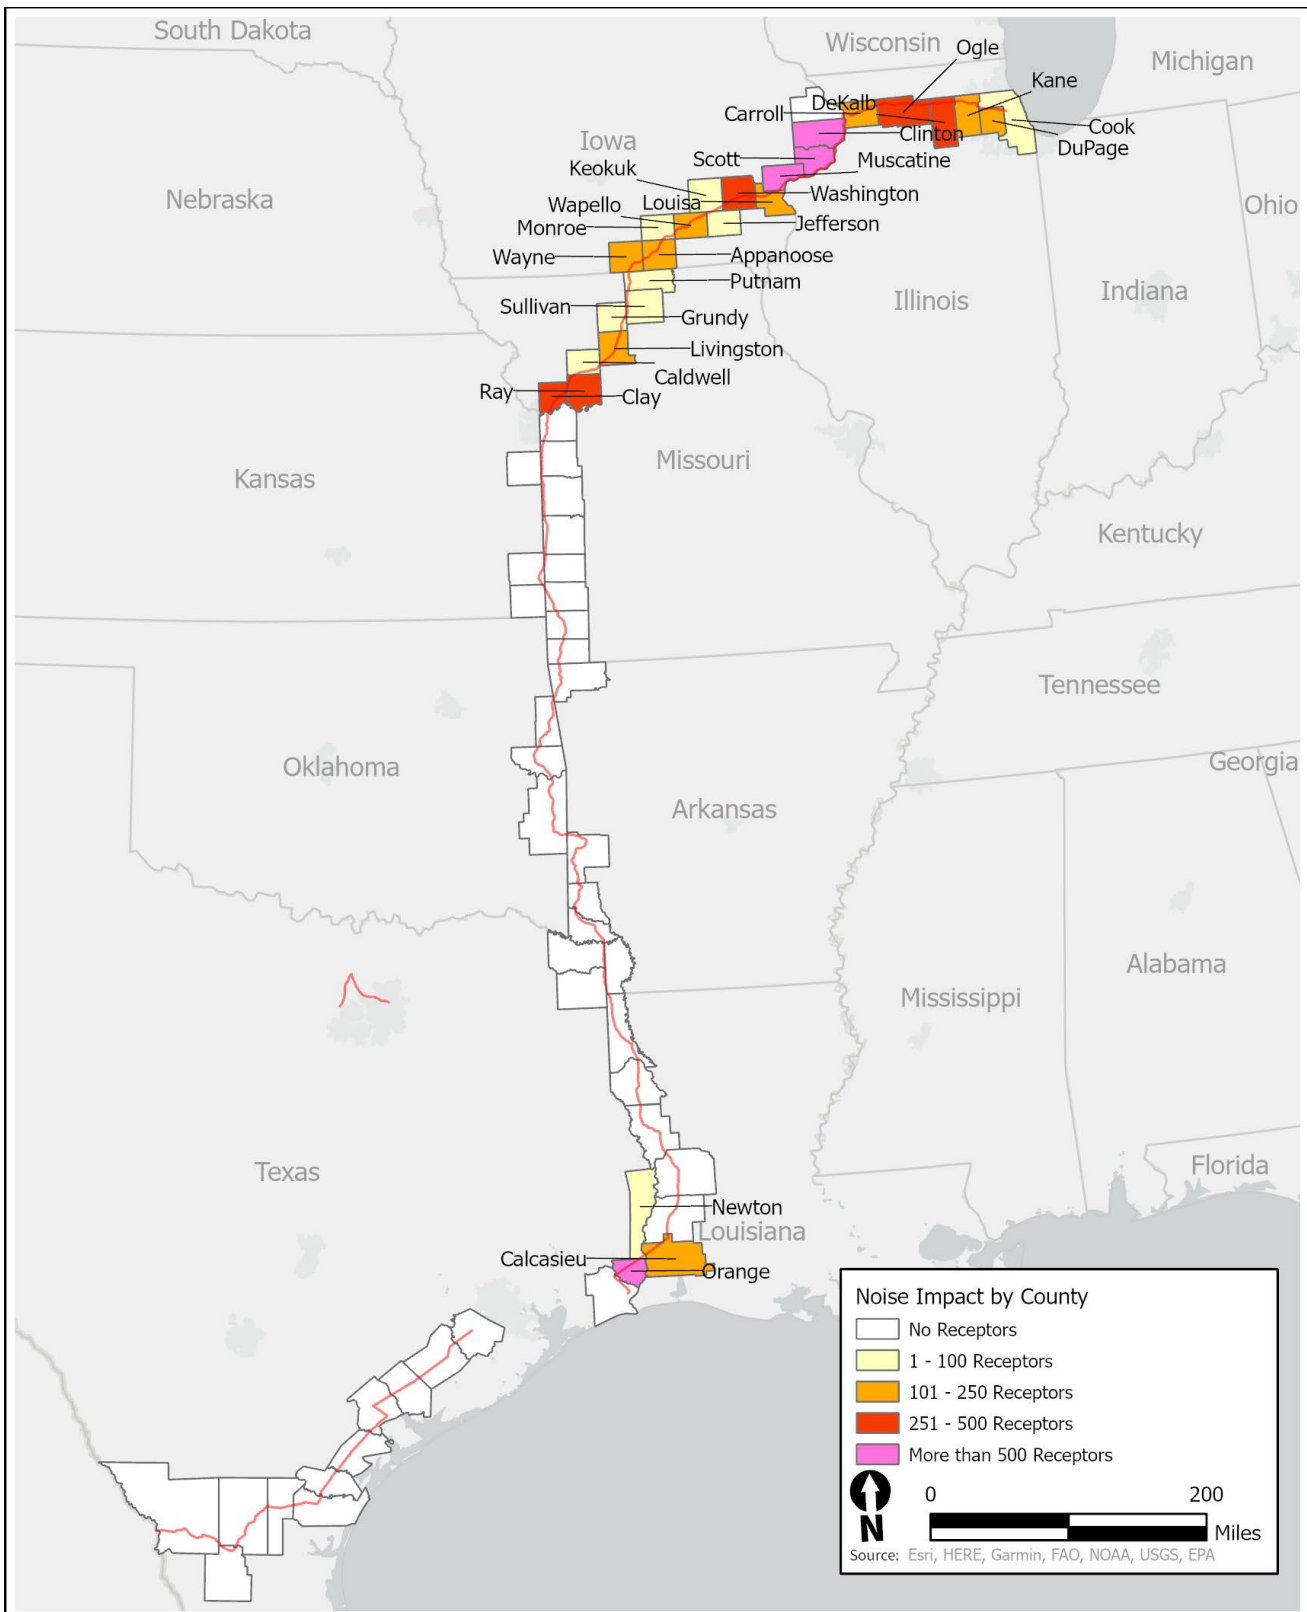 South Dakota
Wisconsin
Ogle
Michigan
Kane
DeKalb
Carroll
Iowa
Clinton
Cook
DuPage
Scott
Muscatine
Keokuk
Nebraska
Washington
Louisa
Wapello
Ohio
Monroe
Jefferson
Wayne
Appanoose
Putnam
Indiana
Illinois
Sullivan
Grundy
Livingston
Caldwell
Ray
Clay
Missouri
Kansas
Kentucky
Tennessee
Oklahoma
Georgia
Arkansas
Alabama
Mississippi
Texas
Florida
Newton
Louisiana
Calcasieu
Orange
Noise Impact by County
No Receptors
1 - 100 Receptors
101 - 250 Receptors
251 - 500 Receptors
More than 500 Receptors
0 200
N
Miles
Source: Esri, HERE, Garmin, FAO, NOAA, USGS, EPA